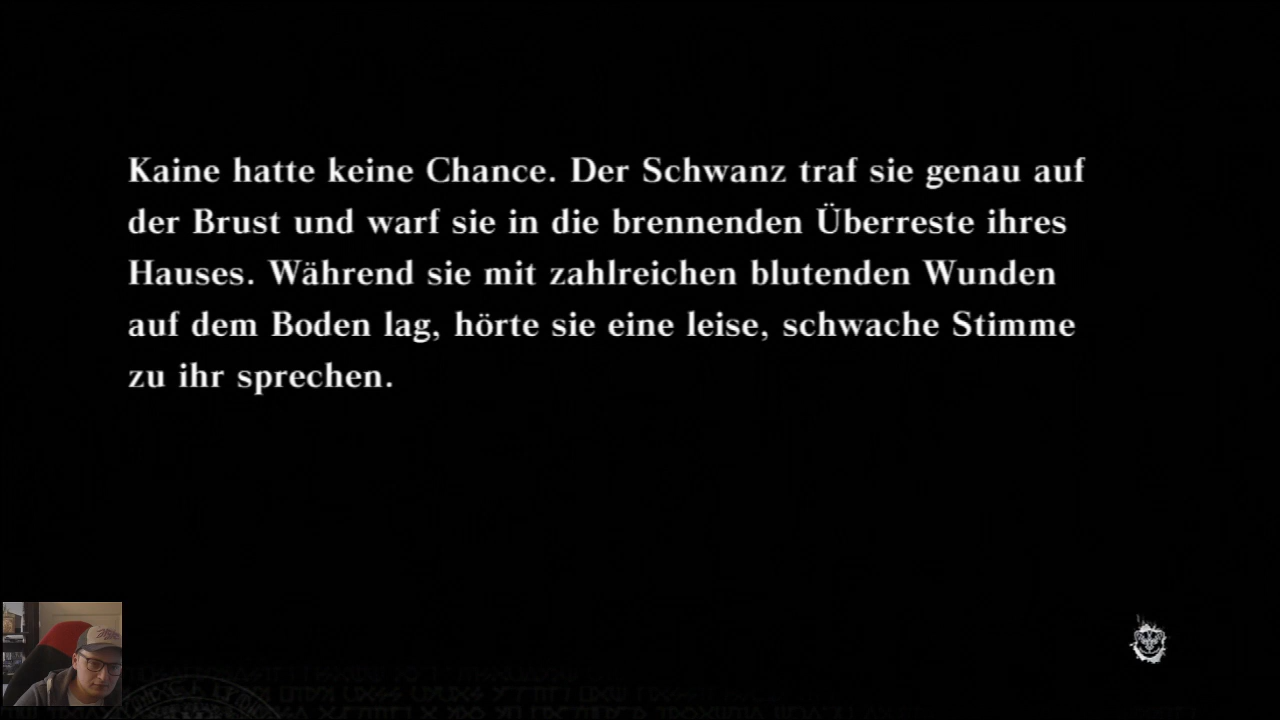 Kaine hatte keine Chance. Der Schwanz traf sie genau auf
der Brust und warf sie in die brennenden Überreste ihres
Hauses. Während sie mit zahlreichen blutenden Wunden
auf dem Boden lag, hörte sie eine leise, schwache Stimme
zu ihr sprechen.